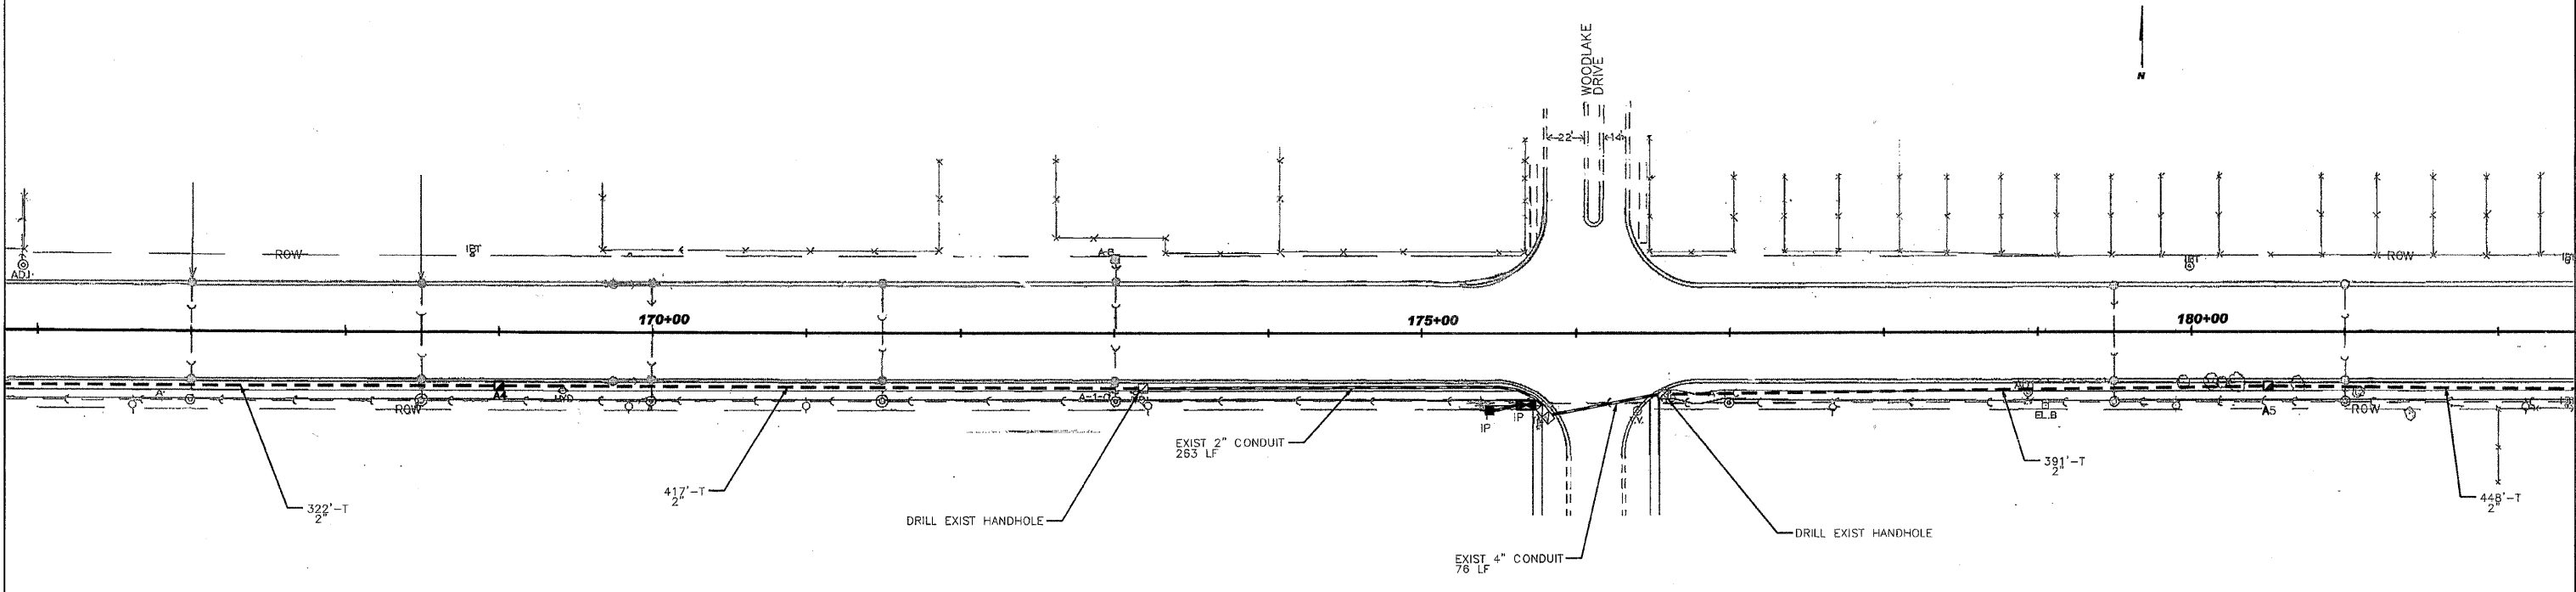 WOODLAKE
DRIVE
N
22'
14'
ROW
IBT
A-B
IBT
ROW
ADJ.
170+00
175+00
180+00
A4
ROW
A-1-
IP
IP
EL.B
A5
ROW
322'-T
2"
417'-T
2"
DRILL EXIST HANDHOLE
EXIST 2" CONDUIT
263 LF
EXIST 4" CONDUIT
76 LF
DRILL EXIST HANDHOLE
391'-T
2"
448'-T
2"